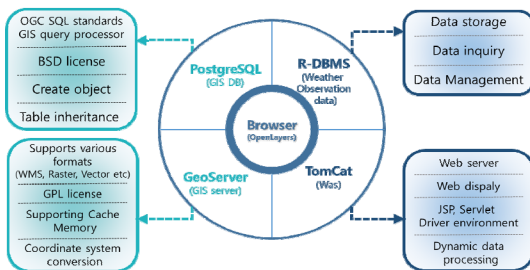 OGC SQL standards
GIS query processor
BSD license
Create object
Table inheritance
PostgreSQL
(GIS DB)
R-DBMS
(Weather
Observation
data)
Data storage
Data inquiry
Data Management
Browser
(OpenLayers)
Supports various
formats
(WMS, Raster, Vector etc)
GPL license
Supporting Cache
Memory
Coordinate system
conversion
GeoServer
(GIS server)
TomCat
(Was)
Web server
Web dispaly
JSP, Servlet
Driver environment
Dynamic data
processing